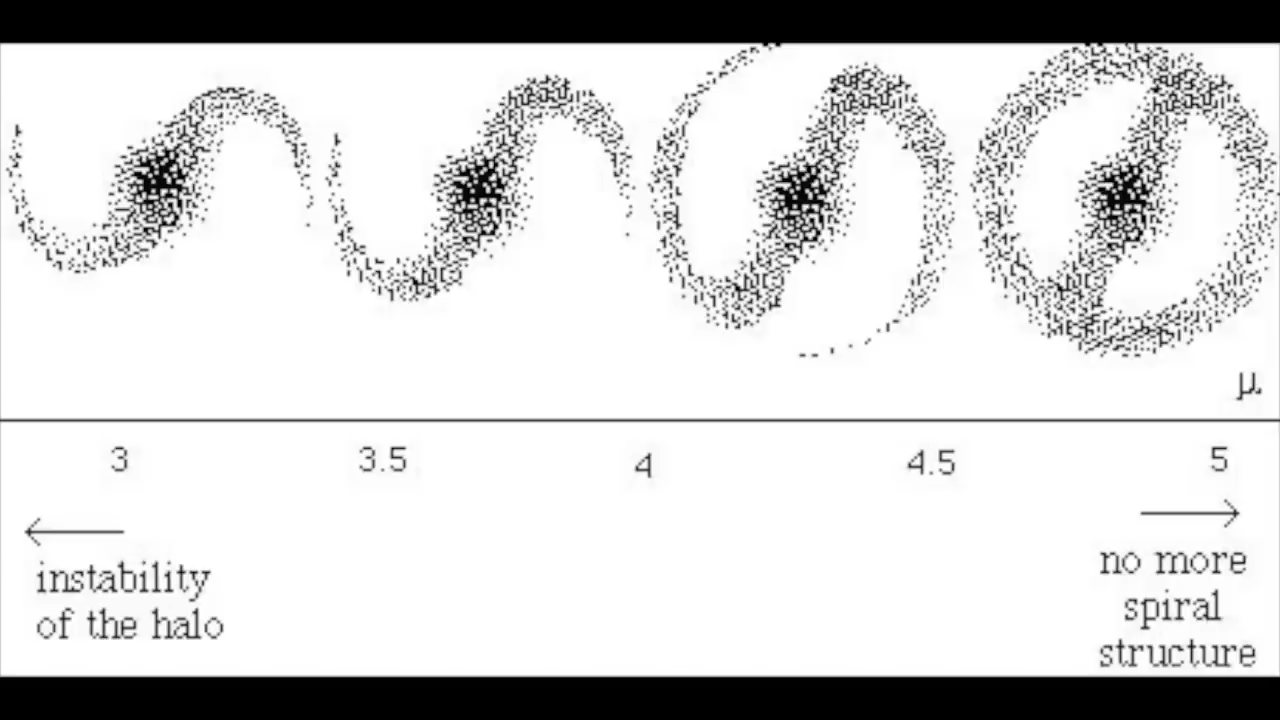 μ
3 3.5 4 4.5 5
instability
of the halo
no more
spiral
structure